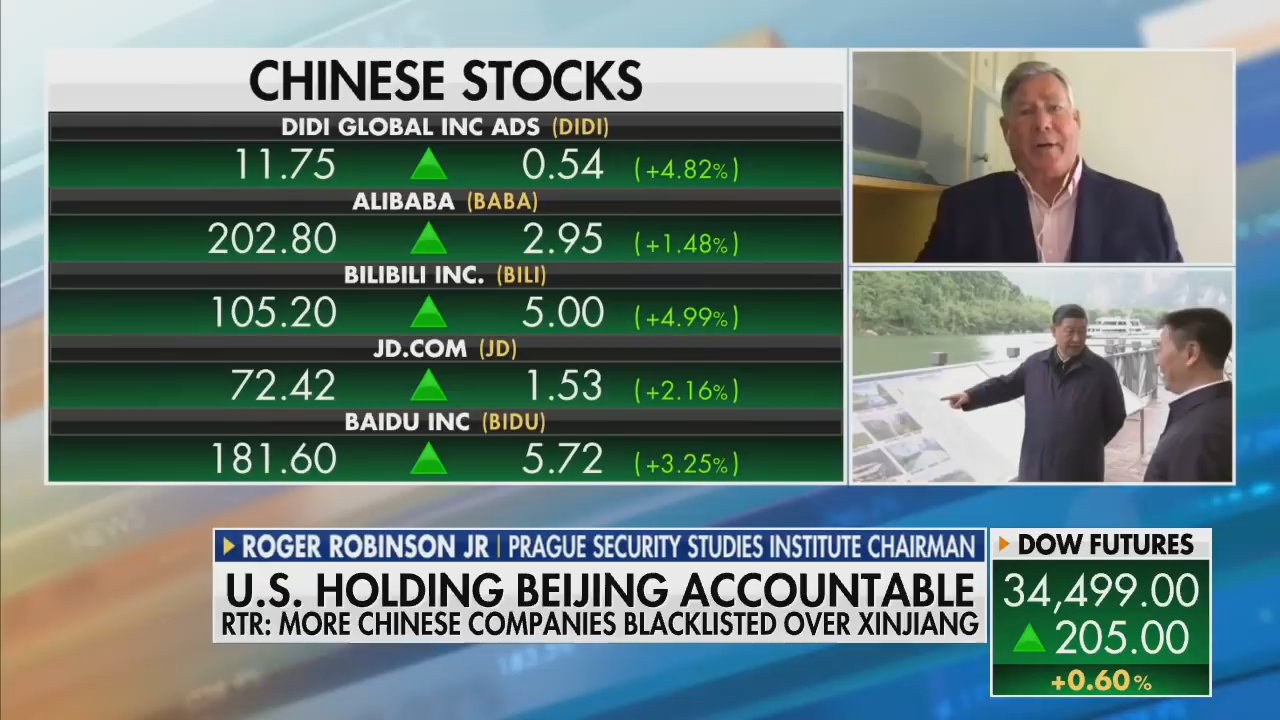 CHINESE STOCKS
DIDI GLOBAL INC ADS (DIDI)
11.75 ▲ 0.54 (+4.82%)
ALIBABA (BABA)
202.80 ▲ 2.95 (+1.48%)
BILIBILI INC. (BILI)
105.20 ▲ 5.00 (+4.99%)
JD.COM (JD)
72.42 ▲ 1.53 (+2.16%)
BAIDU INC (BIDU)
181.60 ▲ 5.72 (+3.25%)
ROGER ROBINSON JR | PRAGUE SECURITY STUDIES INSTITUTE CHAIRMAN
U.S. HOLDING BEIJING ACCOUNTABLE
RTR: MORE CHINESE COMPANIES BLACKLISTED OVER XINJIANG
DOW FUTURES
34,499.00
▲ 205.00
+0.60%